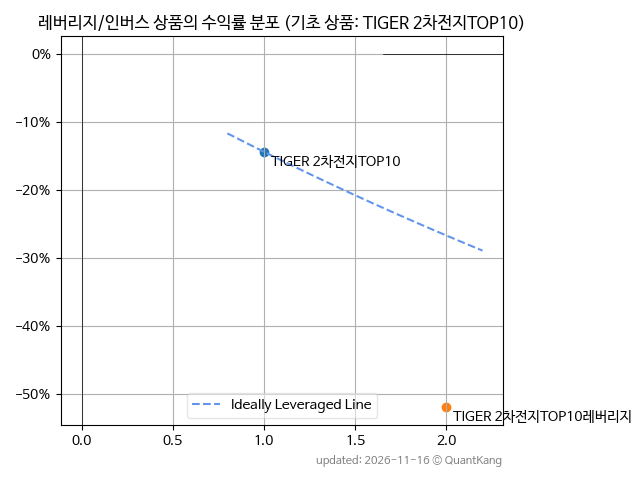 레버리지/인버스 상품의 수익률 분포 (기초 상품: TIGER 2차전지TOP10)
0%
−10%
TIGER 2차전지TOP10
−20%
−30%
−40%
−50%
Ideally Leveraged Line
TIGER 2차전지TOP10레버리지
0.0 0.5 1.0 1.5 2.0
updated: 2026-11-16 © QuantKang